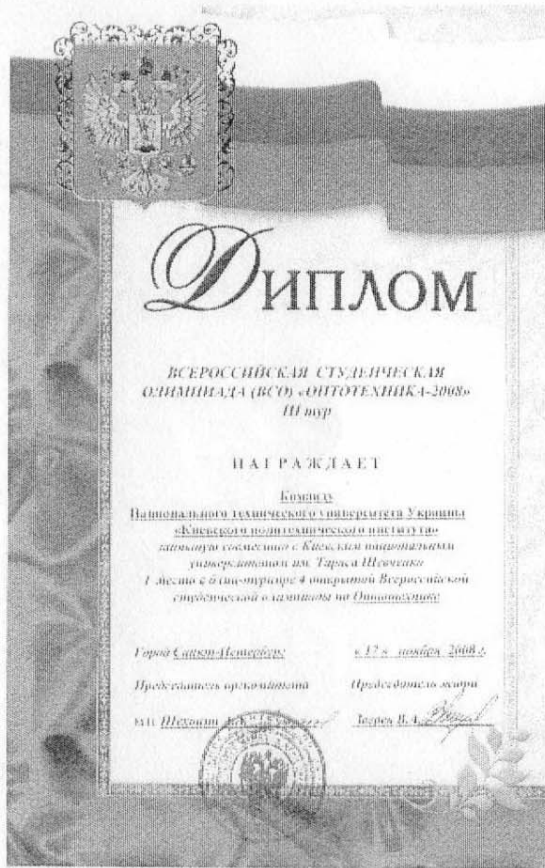 Диплом
ВСЕРОССИЙСКАЯ СТУДЕНЧЕСКАЯ
ОЛИМПИАДА (ВСО) «ОПТОТЕХНИКА-2008»
III тур
НАГРАЖДАЕТ
Команду
Национального технического университета Украины
«Киевского политехнического института»
занявшую совместно с Киевским национальным
университетом им. Тараса Шевченко
1 место в блиц-турнире 4 открытой Всероссийской
студенческой олимпиады по Оптотехнике
Город Санкт-Петербург « 17 » ноября 2008 г.
Председатель оргкомитета Председатель жюри
М.П. Шехонин Зверев В.А.